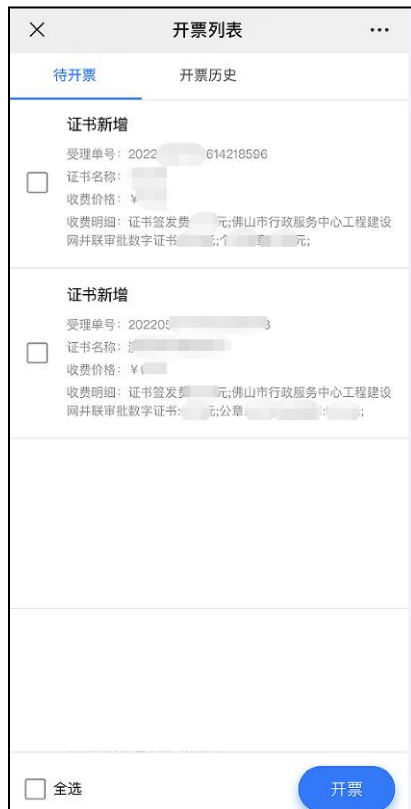 开票列表
待开票
开票历史
证书新增
受理单号：2022 614218596
证书名称：
收费价格：¥
收费明细：证书签发费 元;佛山市行政服务中心工程建设
网并联审批数字证书 元; 元;
证书新增
受理单号：20220
证书名称：
收费价格：¥
收费明细：证书签发费 元;佛山市行政服务中心工程建设
网并联审批数字证书: 元;公章
全选
开票